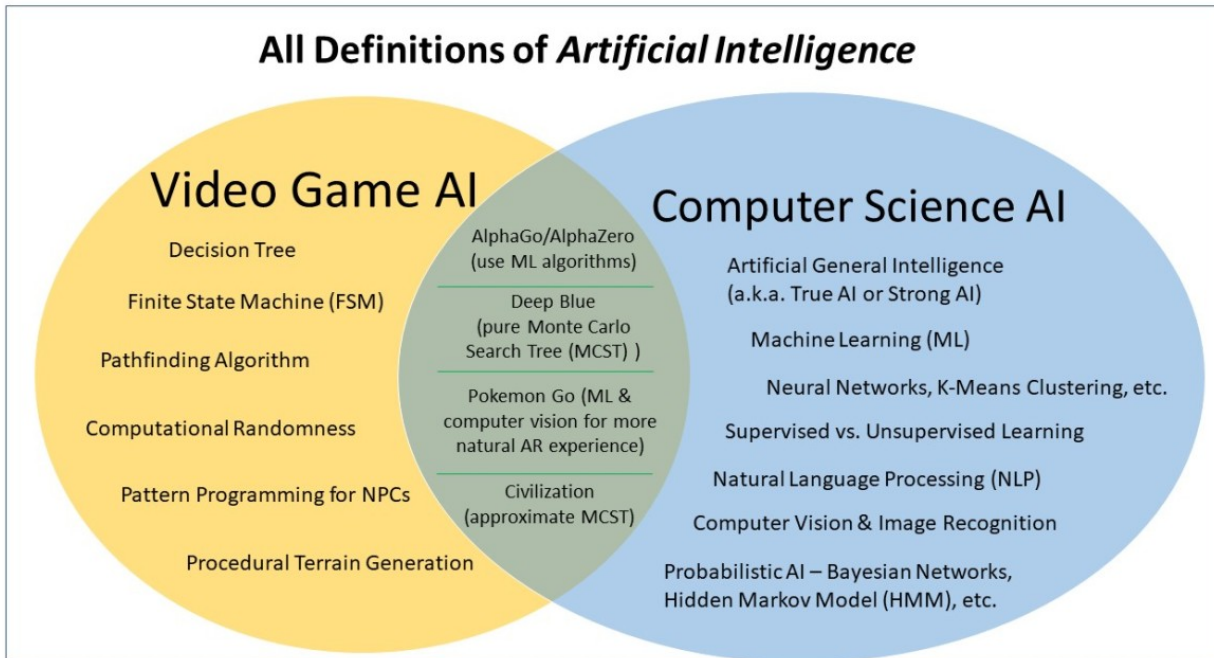 All Definitions of Artificial Intelligence
Video Game AI
Decision Tree
Finite State Machine (FSM)
Pathfinding Algorithm
Computational Randomness
Pattern Programming for NPCs
Procedural Terrain Generation
AlphaGo/AlphaZero
(use ML algorithms)
Deep Blue
(pure Monte Carlo
Search Tree (MCST) )
Pokemon Go (ML &
computer vision for more
natural AR experience)
Civilization
(approximate MCST)
Computer Science AI
Artificial General Intelligence
(a.k.a. True AI or Strong AI)
Machine Learning (ML)
Neural Networks, K-Means Clustering, etc.
Supervised vs. Unsupervised Learning
Natural Language Processing (NLP)
Computer Vision & Image Recognition
Probabilistic AI – Bayesian Networks,
Hidden Markov Model (HMM), etc.